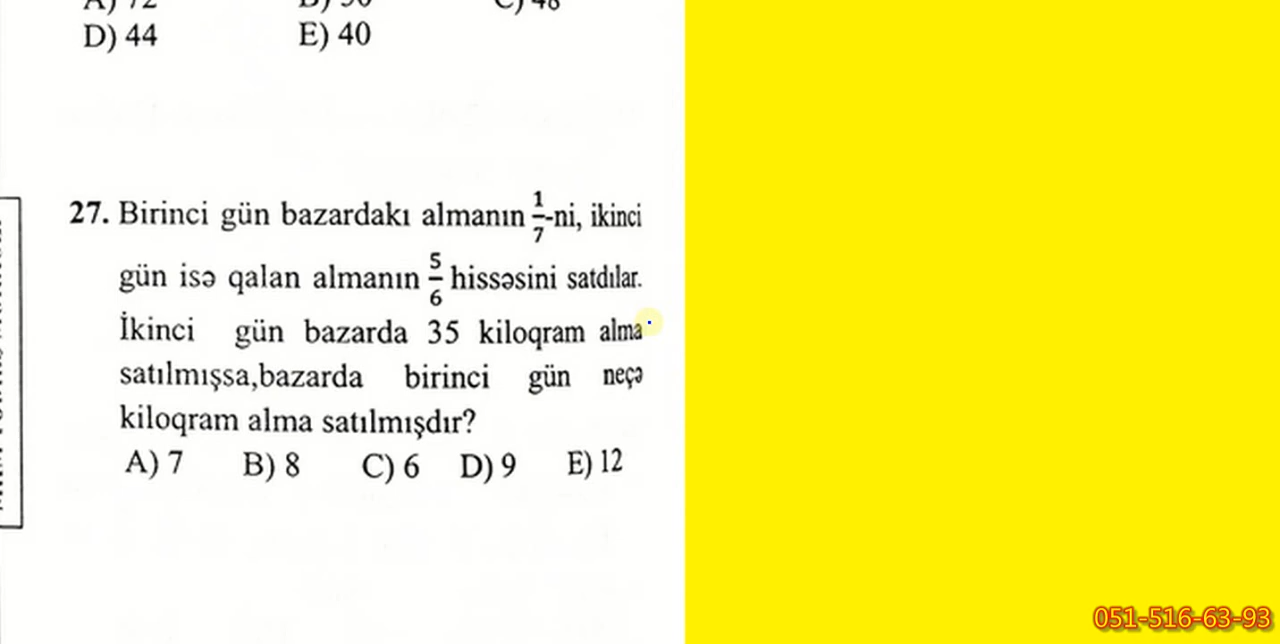 D) 44 E) 40
27. Birinci gün bazardakı almanın 1/7-ni, ikinci
gün isə qalan almanın 5/6 hissəsini satdılar.
İkinci gün bazarda 35 kiloqram alma
satılmışsa,bazarda birinci gün neçə
kiloqram alma satılmışdır?
A) 7 B) 8 C) 6 D) 9 E) 12
051-516-63-93